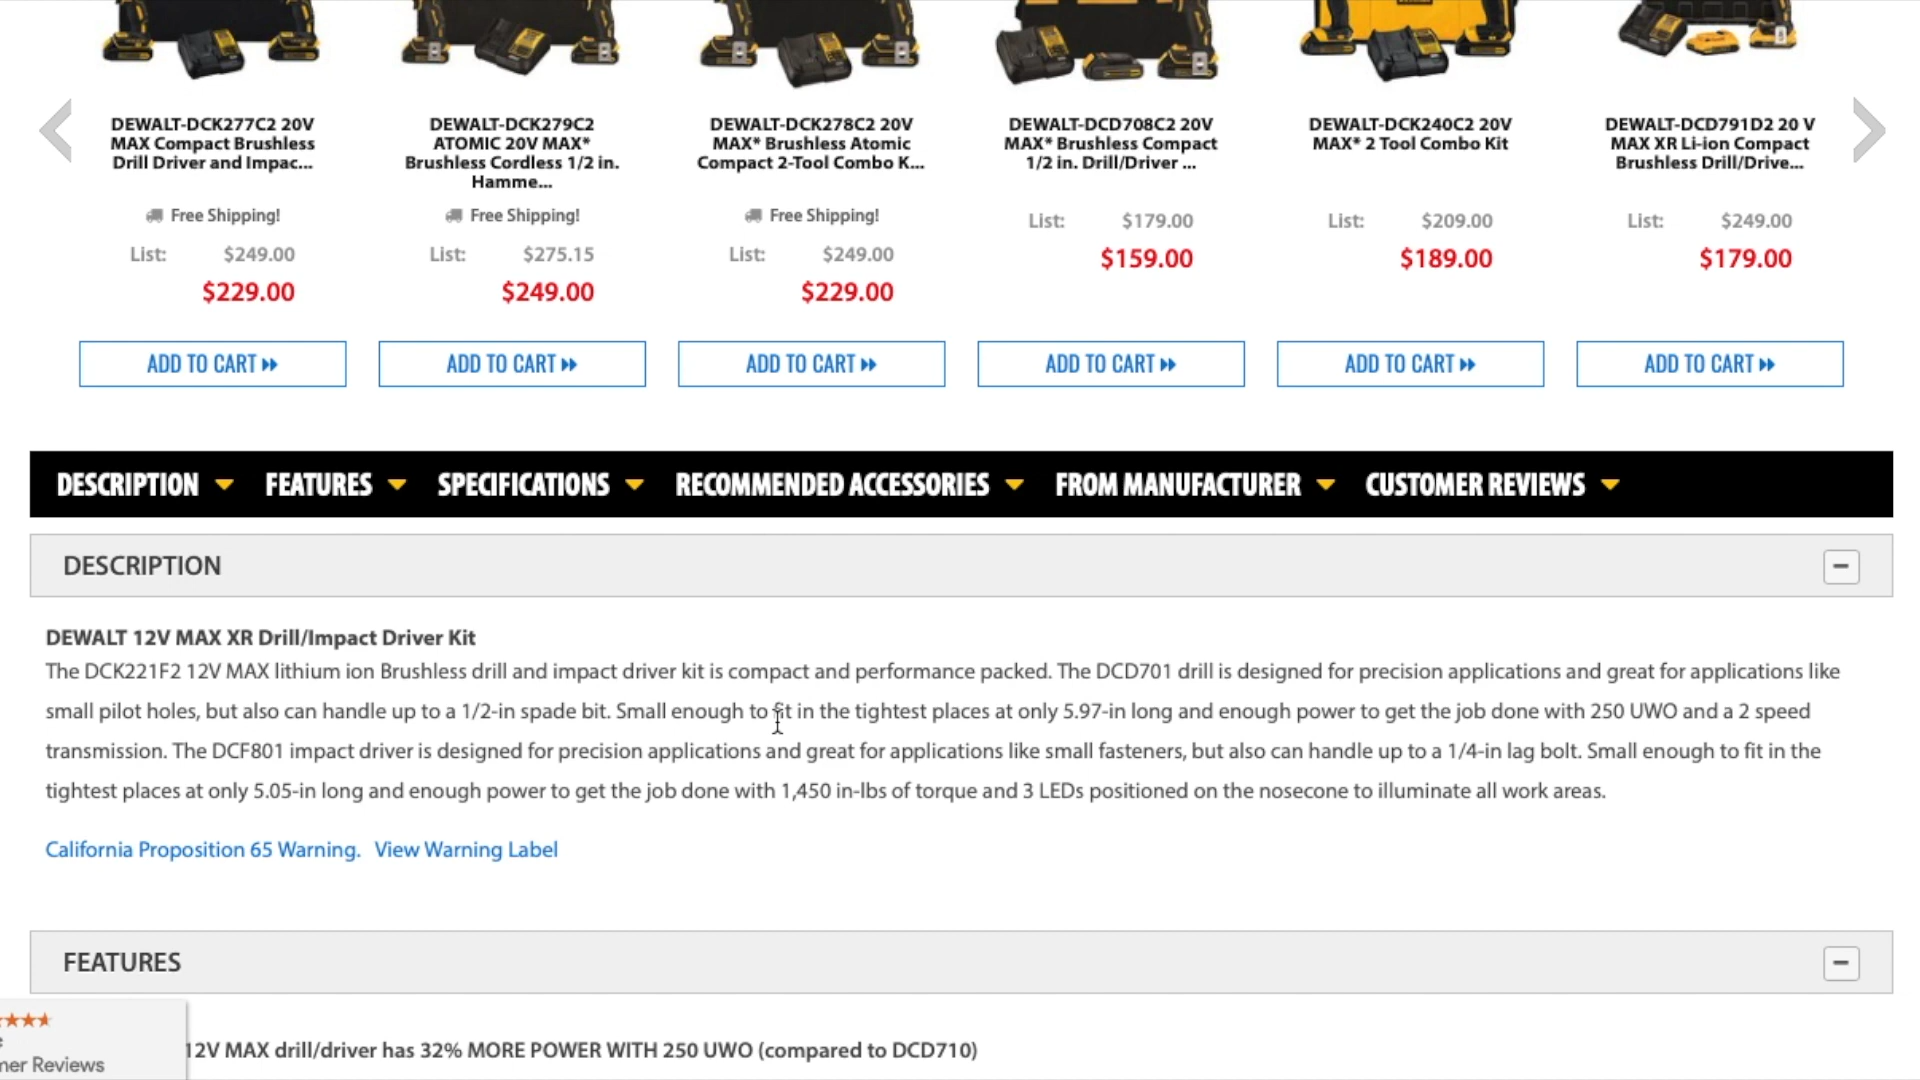 DEWALT-DCK277C2 20V
MAX Compact Brushless
Drill Driver and Impac...
Free Shipping!
List: $249.00
$229.00
ADD TO CART
DEWALT-DCK279C2
ATOMIC 20V MAX*
Brushless Cordless 1/2 in.
Hamme...
Free Shipping!
List: $275.15
$249.00
ADD TO CART
DEWALT-DCK278C2 20V
MAX* Brushless Atomic
Compact 2-Tool Combo K...
Free Shipping!
List: $249.00
$229.00
ADD TO CART
DEWALT-DCD708C2 20V
MAX* Brushless Compact
1/2 in. Drill/Driver ...
List: $179.00
$159.00
ADD TO CART
DEWALT-DCK240C2 20V
MAX* 2 Tool Combo Kit
List: $209.00
$189.00
ADD TO CART
DEWALT-DCD791D2 20 V
MAX XR Li-ion Compact
Brushless Drill/Drive...
List: $249.00
$179.00
ADD TO CART
DESCRIPTION FEATURES SPECIFICATIONS RECOMMENDED ACCESSORIES FROM MANUFACTURER CUSTOMER REVIEWS
DESCRIPTION
DEWALT 12V MAX XR Drill/Impact Driver Kit
The DCK221F2 12V MAX lithium ion Brushless drill and impact driver kit is compact and performance packed. The DCD701 drill is designed for precision applications and great for applications like
small pilot holes, but also can handle up to a 1/2-in spade bit. Small enough to fit in the tightest places at only 5.97-in long and enough power to get the job done with 250 UWO and a 2 speed
transmission. The DCF801 impact driver is designed for precision applications and great for applications like small fasteners, but also can handle up to a 1/4-in lag bolt. Small enough to fit in the
tightest places at only 5.05-in long and enough power to get the job done with 1,450 in-lbs of torque and 3 LEDs positioned on the nosecone to illuminate all work areas.
California Proposition 65 Warning. View Warning Label
FEATURES
12V MAX drill/driver has 32% MORE POWER WITH 250 UWO (compared to DCD710)
mer Reviews